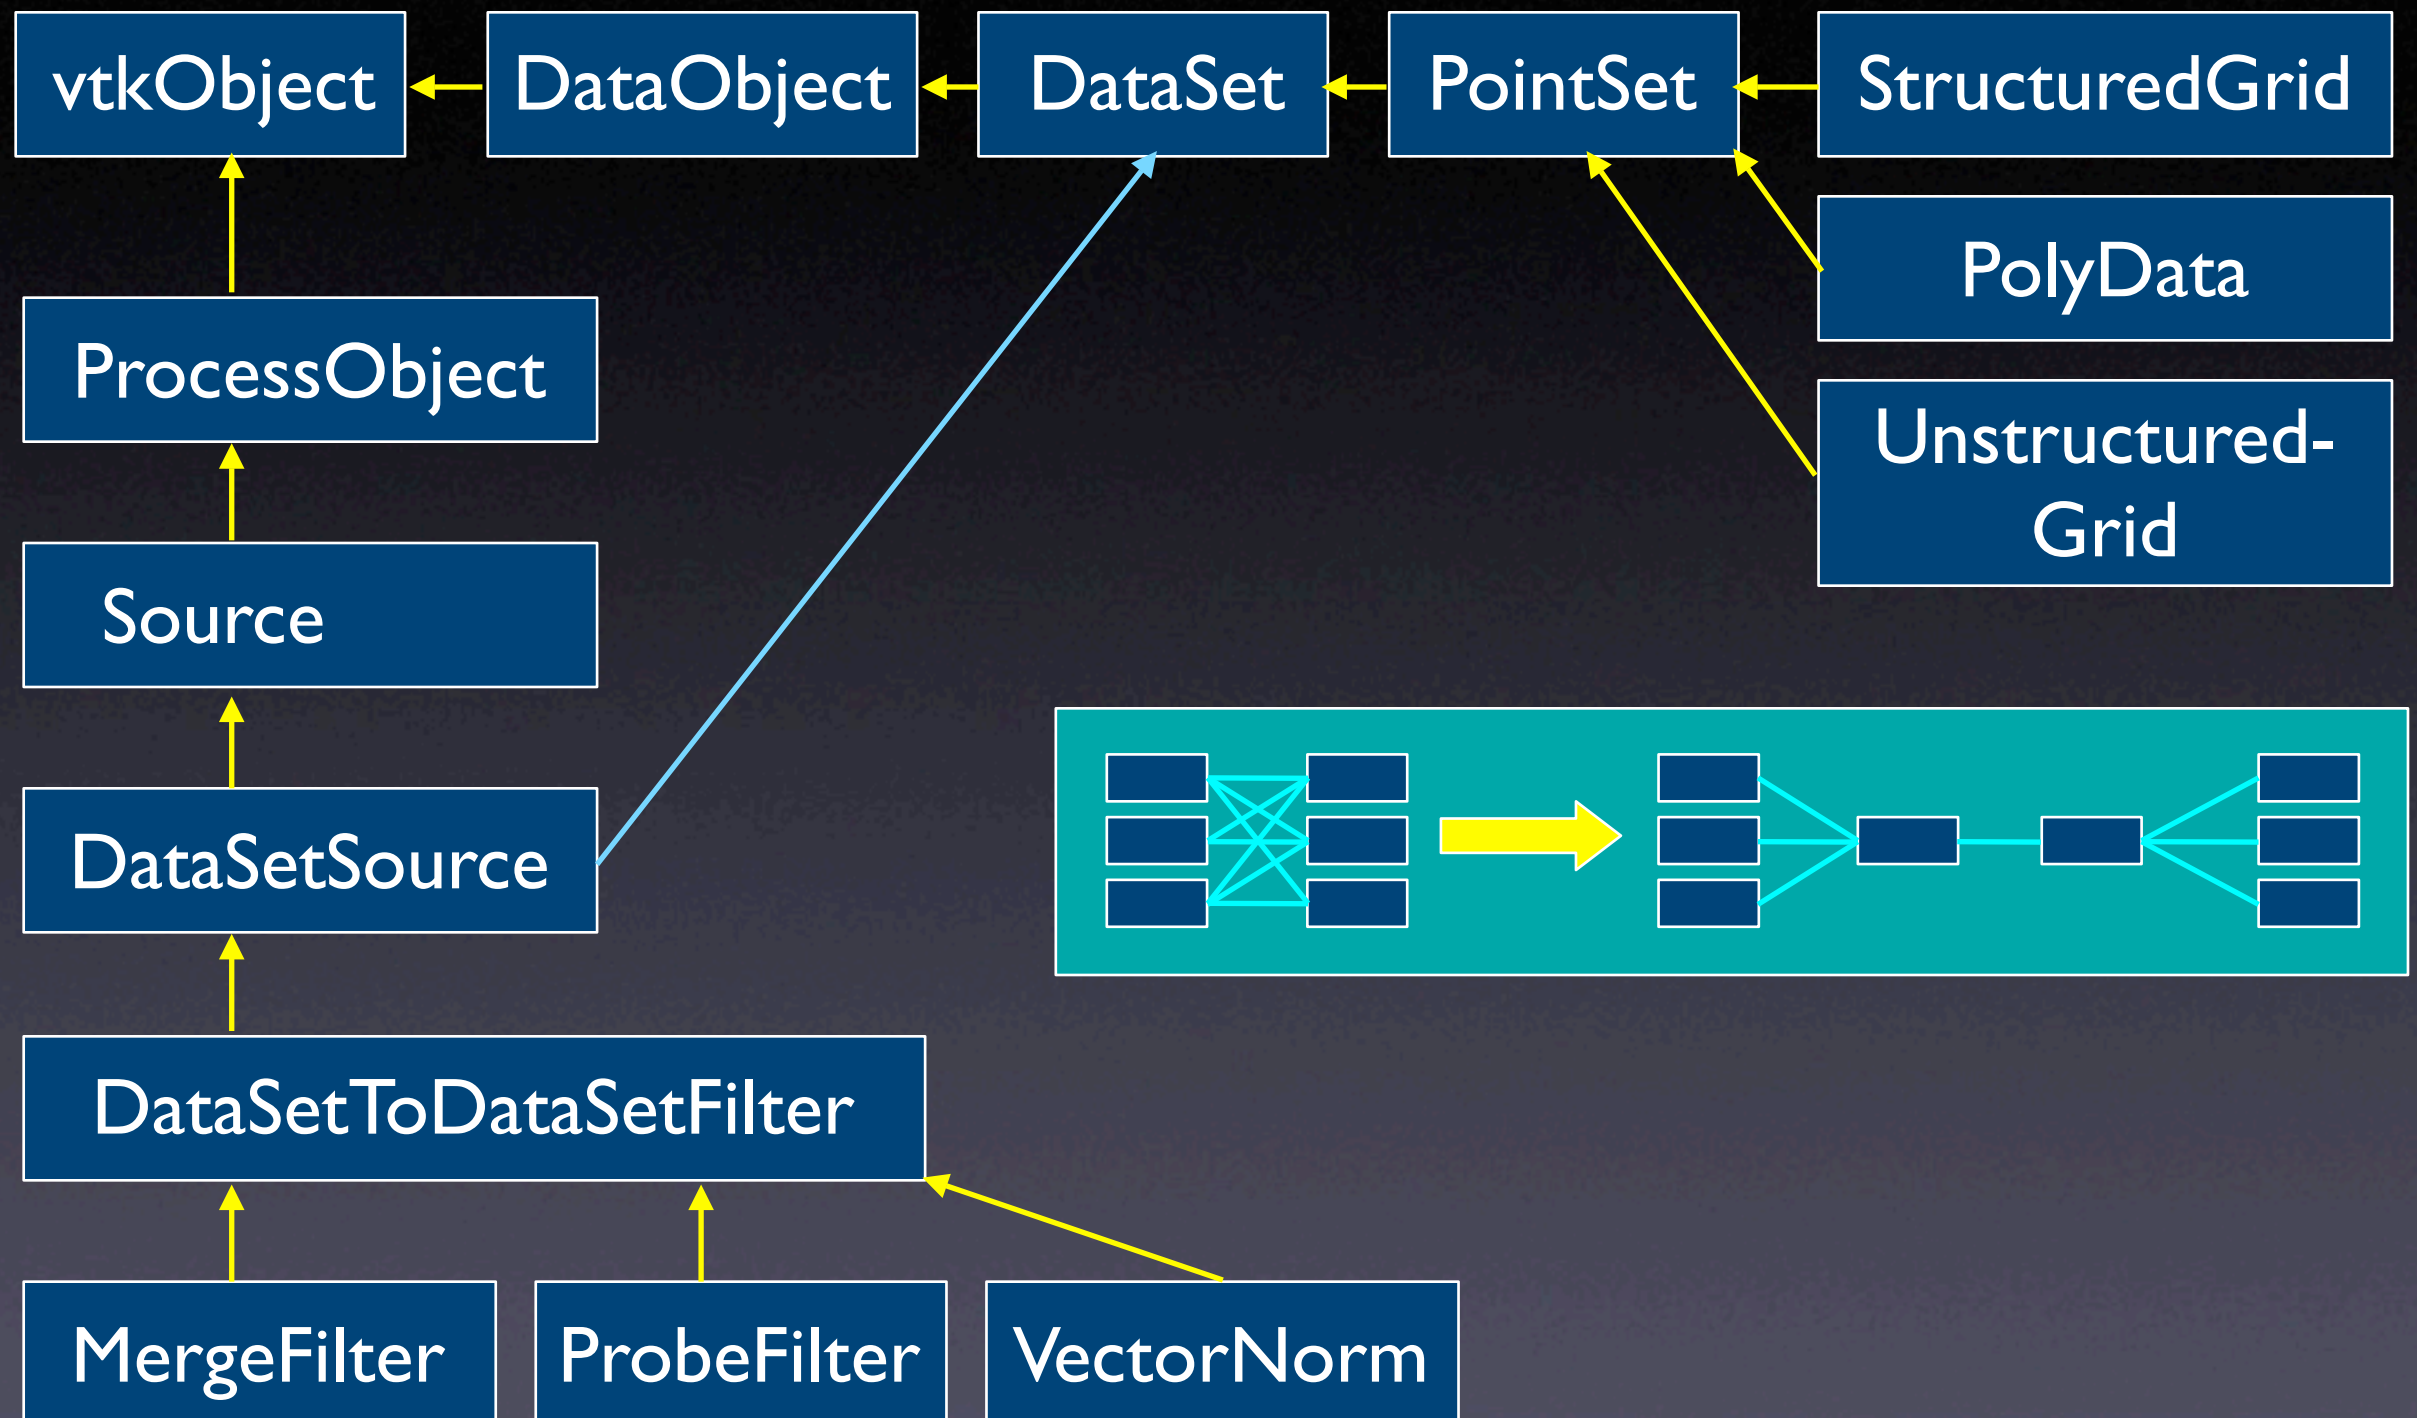 vtkObject
DataObject
DataSet
PointSet
StructuredGrid
PolyData
Unstructured-
Grid
ProcessObject
Source
DataSetSource
DataSetToDataSetFilter
MergeFilter
ProbeFilter
VectorNorm